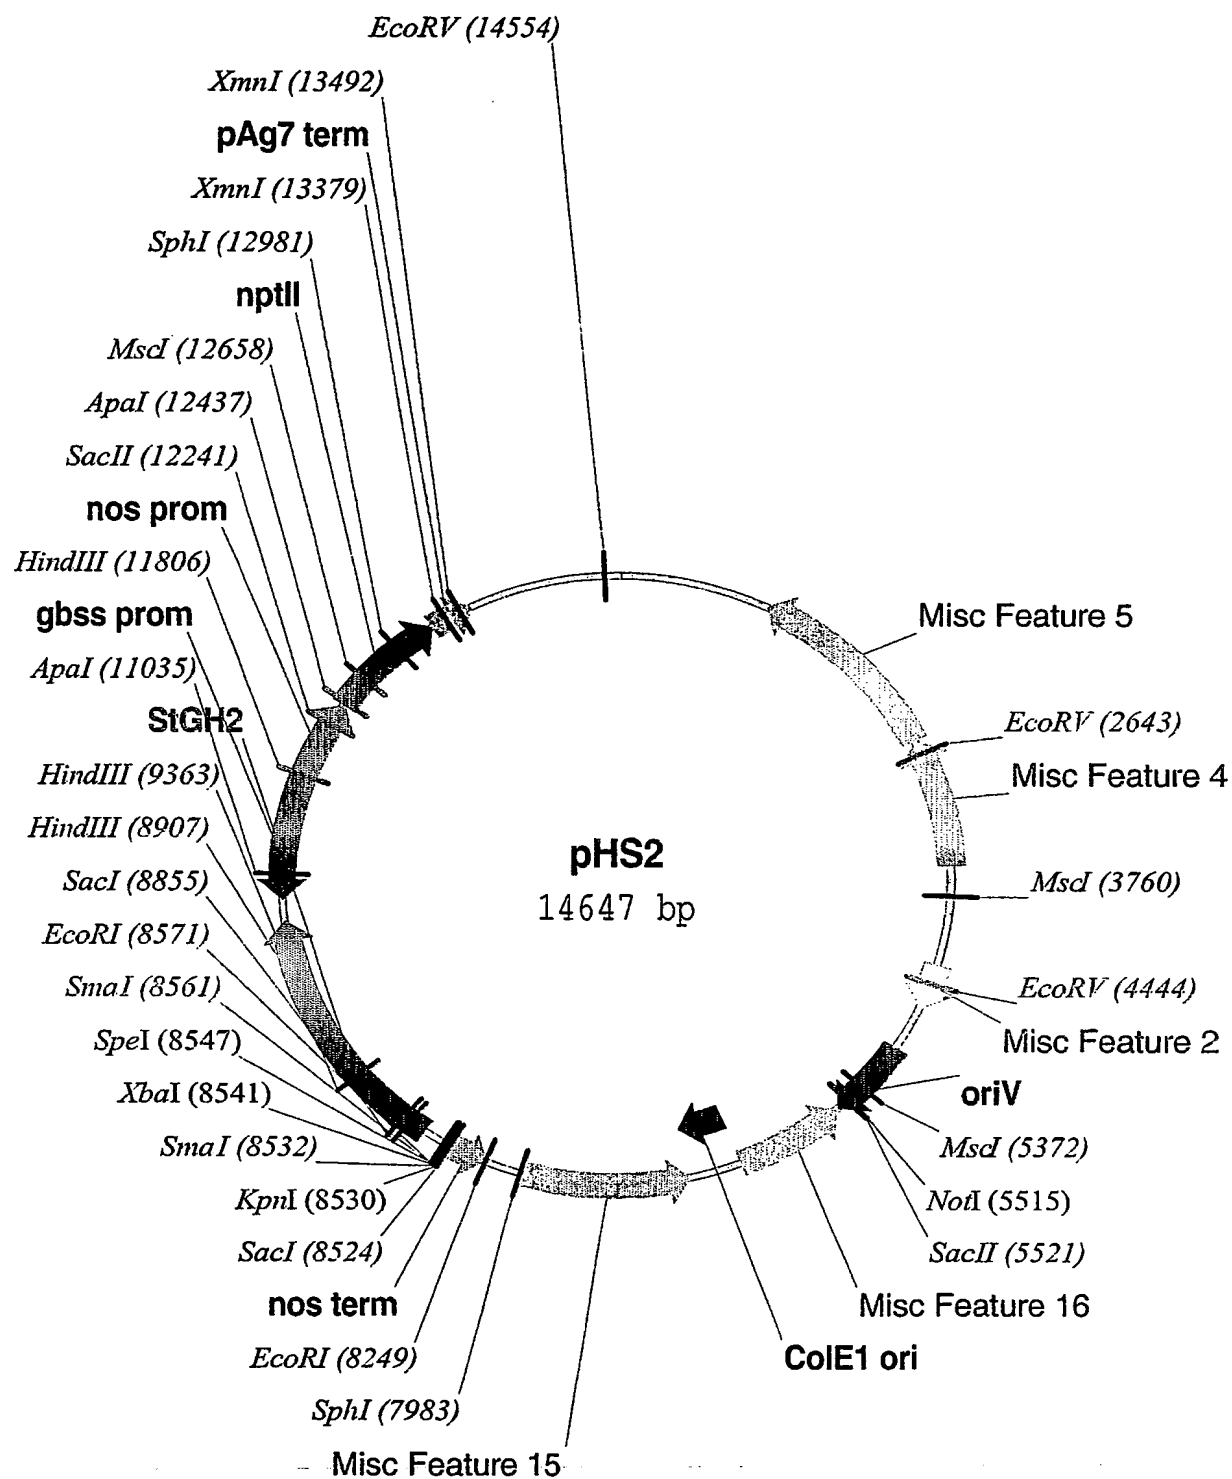 EcoRV (14554)
XmnI (13492)
pAg7 term
XmnI (13379)
SphI (12981)
nptII
MscI (12658)
ApaI (12437)
SacII (12241)
nos prom
HindIII (11806)
gbss prom
ApaI (11035)
StGH2
HindIII (9363)
HindIII (8907)
SacI (8855)
EcoRI (8571)
SmaI (8561)
SpeI (8547)
XbaI (8541)
SmaI (8532)
KpnI (8530)
SacI (8524)
nos term
EcoRI (8249)
SphI (7983)
Misc Feature 15
pHS2
14647 bp
Misc Feature 5
EcoRV (2643)
Misc Feature 4
MscI (3760)
EcoRV (4444)
Misc Feature 2
oriV
MscI (5372)
NotI (5515)
SacII (5521)
Misc Feature 16
ColE1 ori